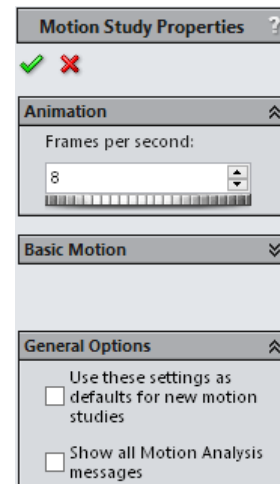 Motion Study Properties ?
Animation
Frames per second:
8
Basic Motion
General Options
Use these settings as
defaults for new motion
studies
Show all Motion Analysis
messages